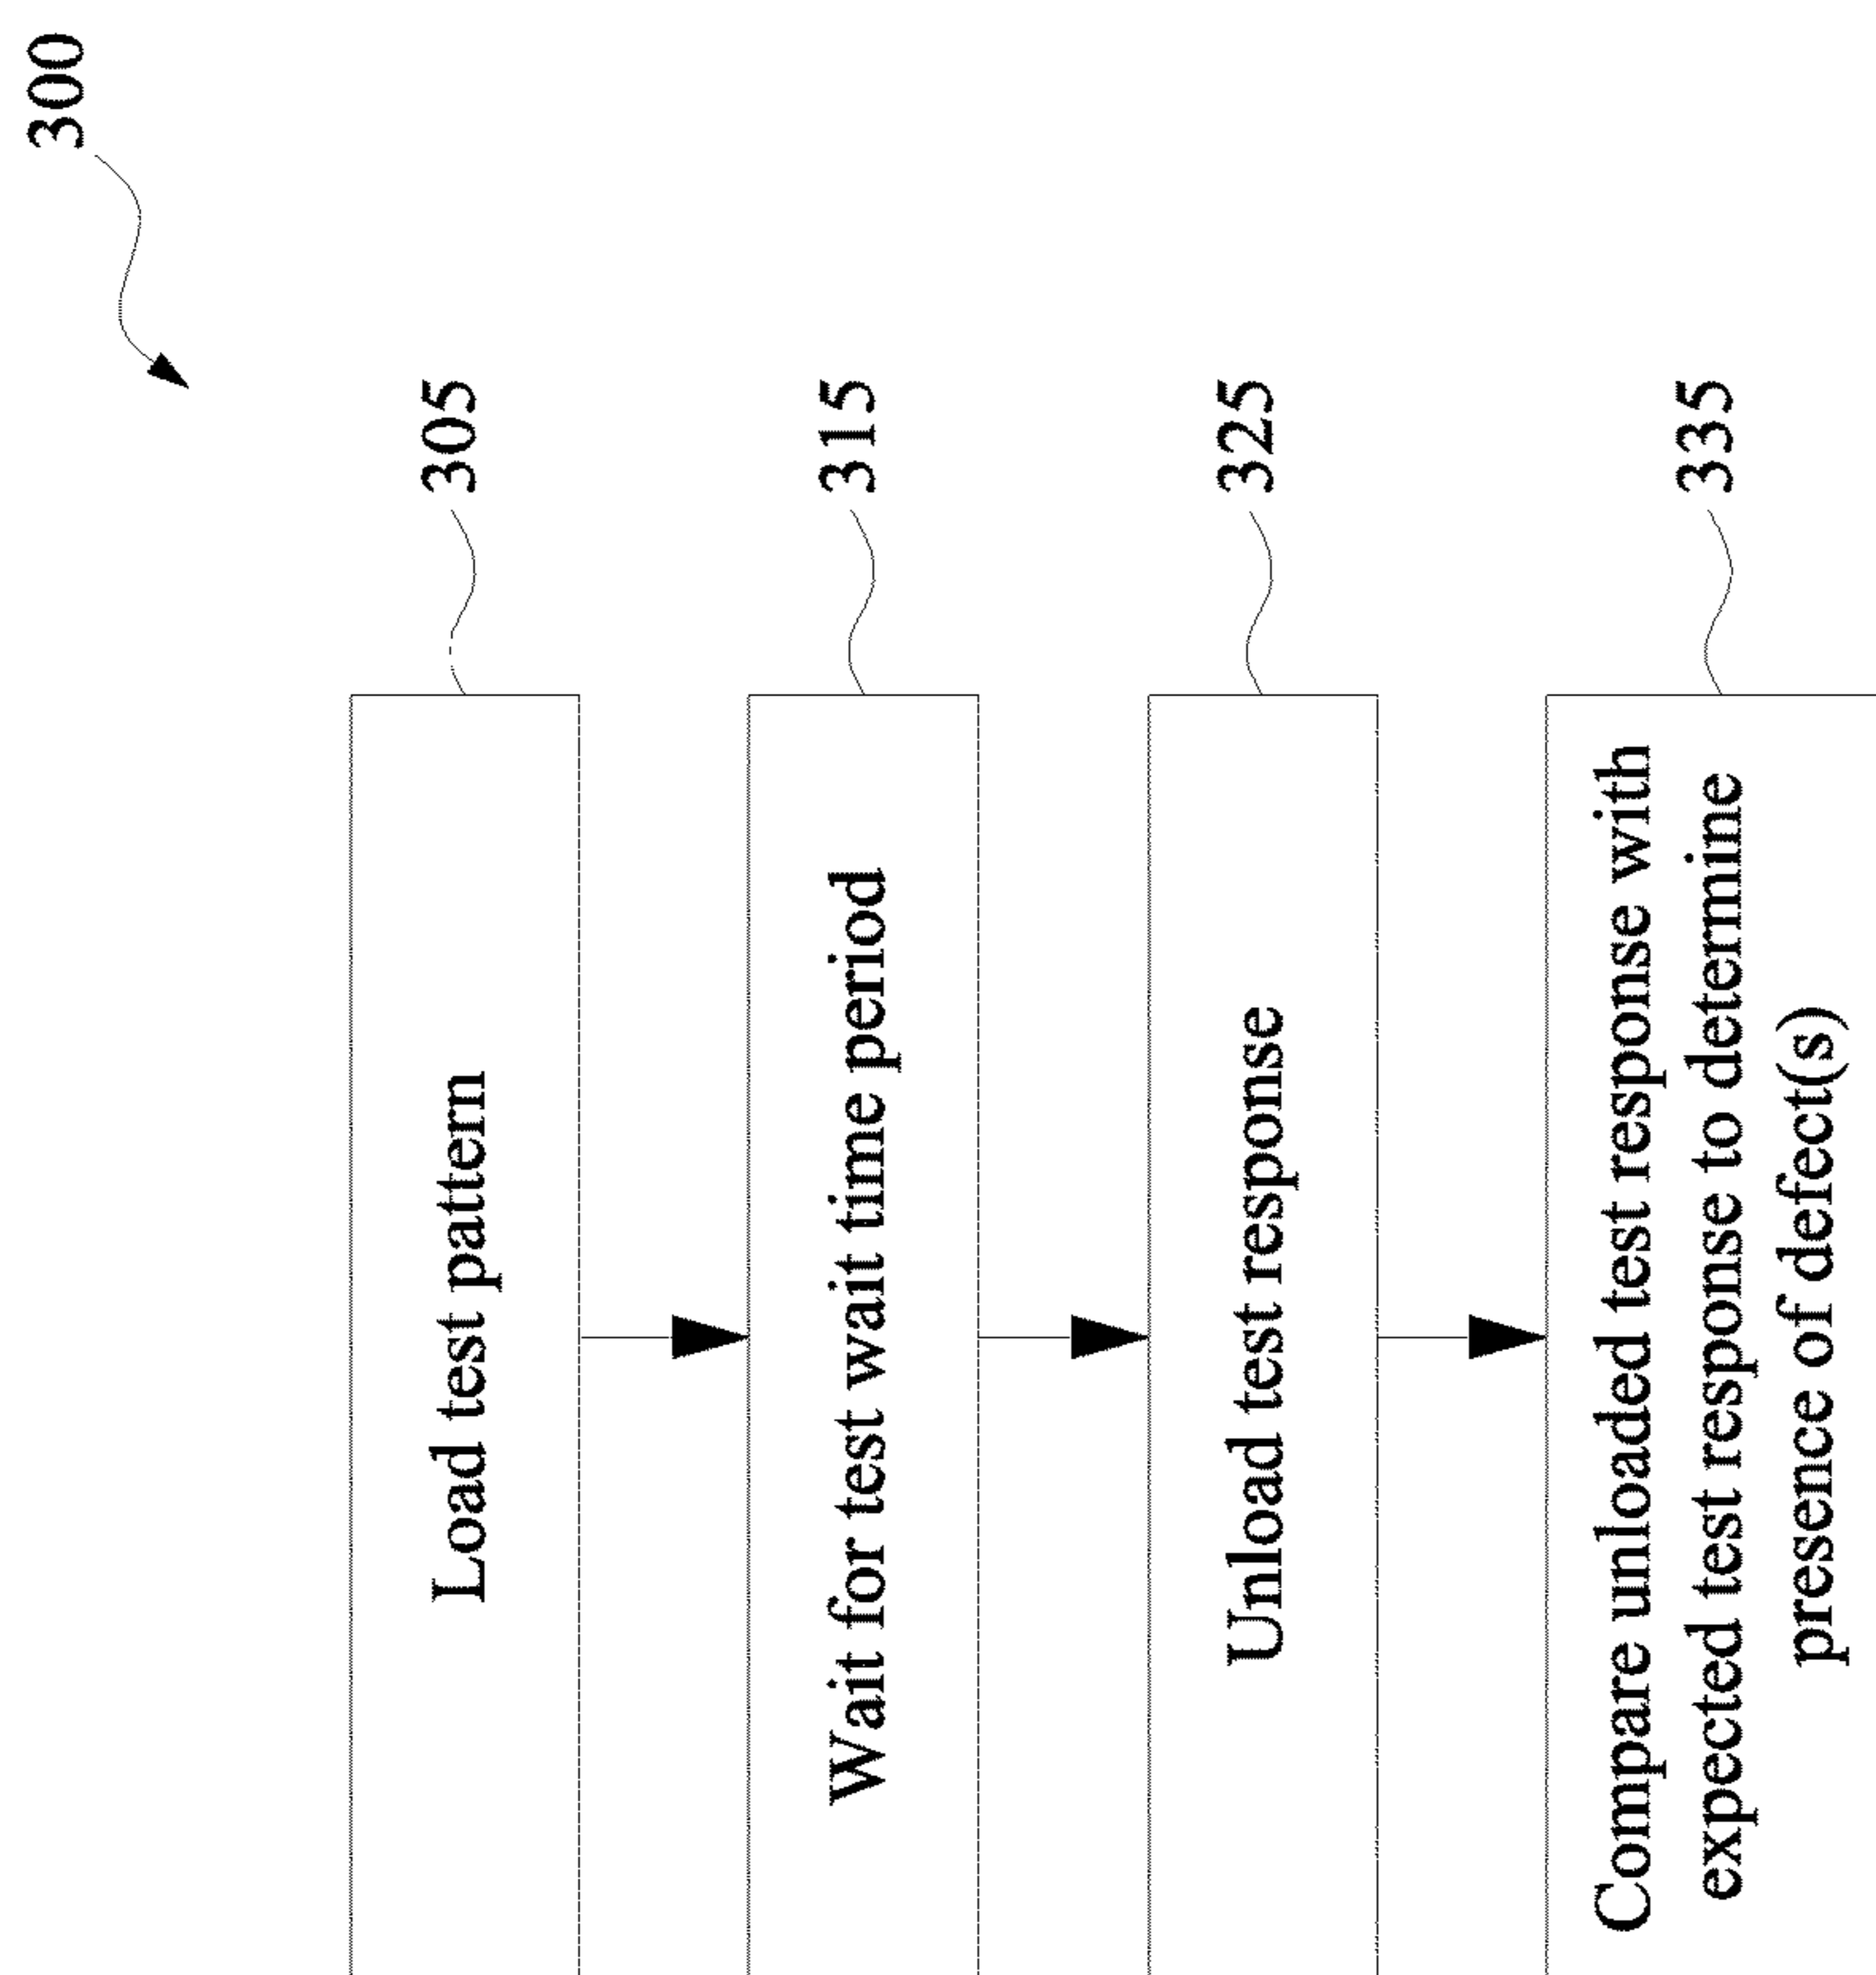 300
305
Load test pattern
315
Wait for test wait time period
325
Unload test response
335
Compare unloaded test response with
expected test response to determine
presence of defect(s)